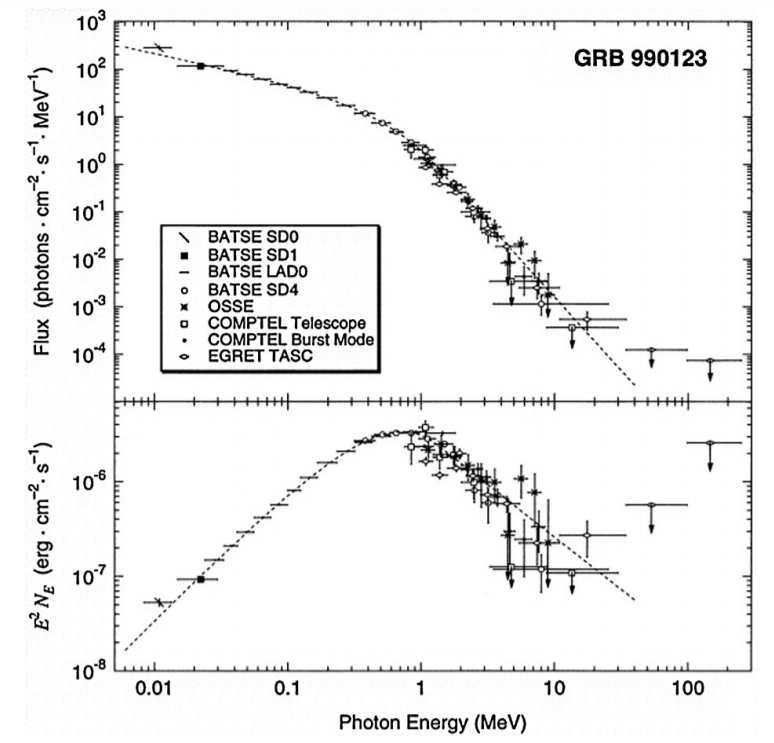 10³
10²
10¹
10⁰
10⁻¹
10⁻²
10⁻³
10⁻⁴
Flux (photons · cm⁻² · s⁻¹ · MeV⁻¹)
GRB 990123
BATSE SD0
BATSE SD1
BATSE LAD0
BATSE SD4
OSSE
COMPTEL Telescope
COMPTEL Burst Mode
EGRET TASC
10⁻⁶
10⁻⁷
10⁻⁸
E² N_E (erg · cm⁻² · s⁻¹)
0.01 0.1 1 10 100
Photon Energy (MeV)